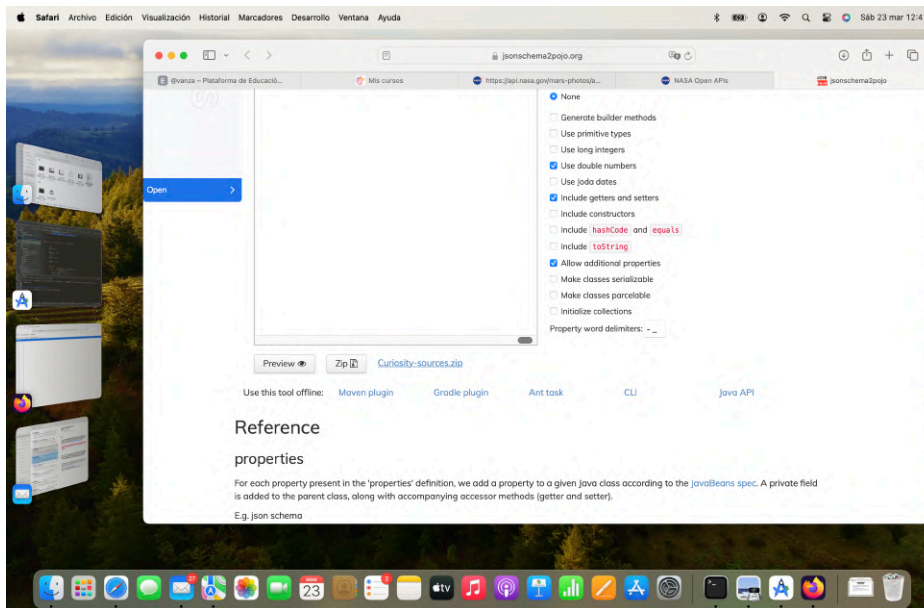 Safari Archivo Edición Visualización Historial Marcadores Desarrollo Ventana Ayuda
Sáb 23 mar 12:4
jsonschema2pojo.org
@vanza – Plataforma de Educació...
Mis cursos
https://api.nasa.gov/mars-photos/a...
NASA Open APIs
jsonschema2pojo
None
Generate builder methods
Use primitive types
Use long integers
Use double numbers
Open
Use joda dates
Include getters and setters
Include constructors
Include hashCode and equals
Include toString
Allow additional properties
Make classes serializable
Make classes parcelable
Initialize collections
Property word delimiters: - _
Preview Zip Curiosity-sources.zip
Use this tool offline: Maven plugin Gradle plugin Ant task CLI Java API
Reference
properties
For each property present in the 'properties' definition, we add a property to a given Java class according to the JavaBeans spec. A private field
is added to the parent class, along with accompanying accessor methods (getter and setter).
E.g. json schema
23
tv